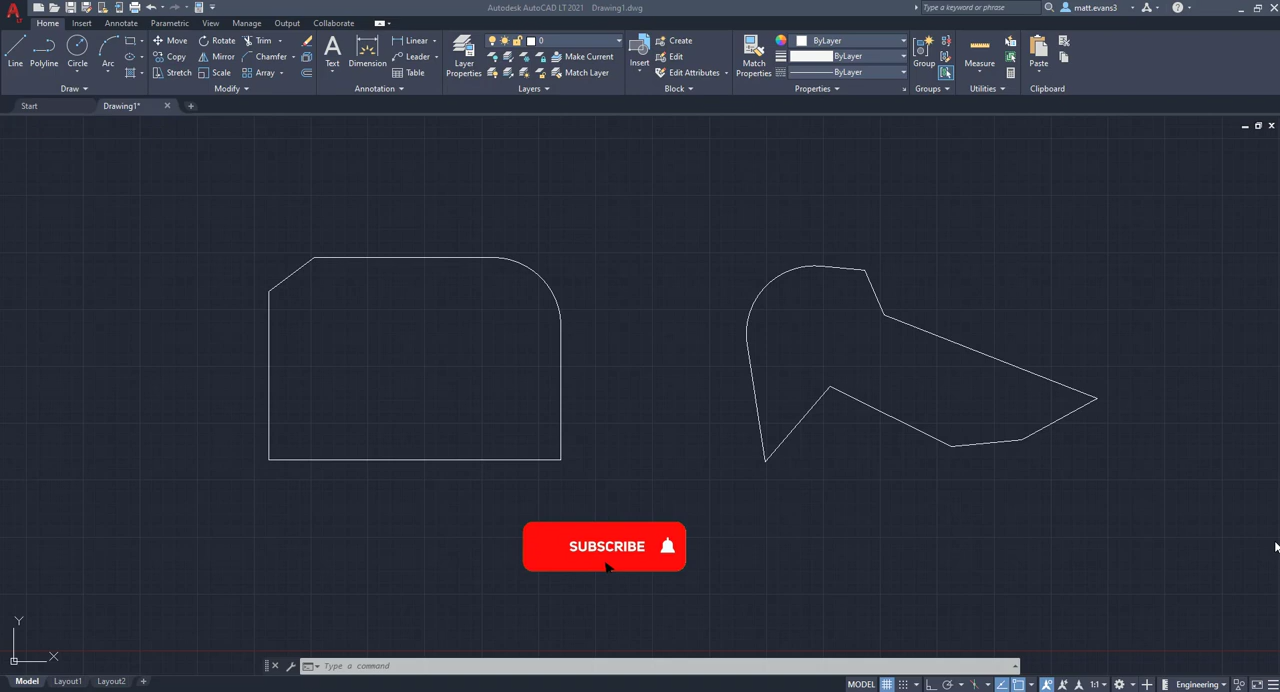 Autodesk AutoCAD LT 2021 Drawing1.dwg
Type a keyword or phrase
matt.evans3
LT
Home Insert Annotate Parametric View Manage Output Collaborate
Line Polyline Circle Arc
Move Rotate Trim
Copy Mirror Chamfer
Stretch Scale Array
Text Dimension
Linear
Leader
Table
Layer Properties
0
Make Current
Match Layer
Insert
Create
Edit
Edit Attributes
Match Properties
ByLayer
ByLayer
ByLayer
Group
Measure
Paste
Draw Modify Annotation Layers Block Properties Groups Utilities Clipboard
Start Drawing1*
SUBSCRIBE
Y
X
Type a command
Model Layout1 Layout2
MODEL 1:1 Engineering